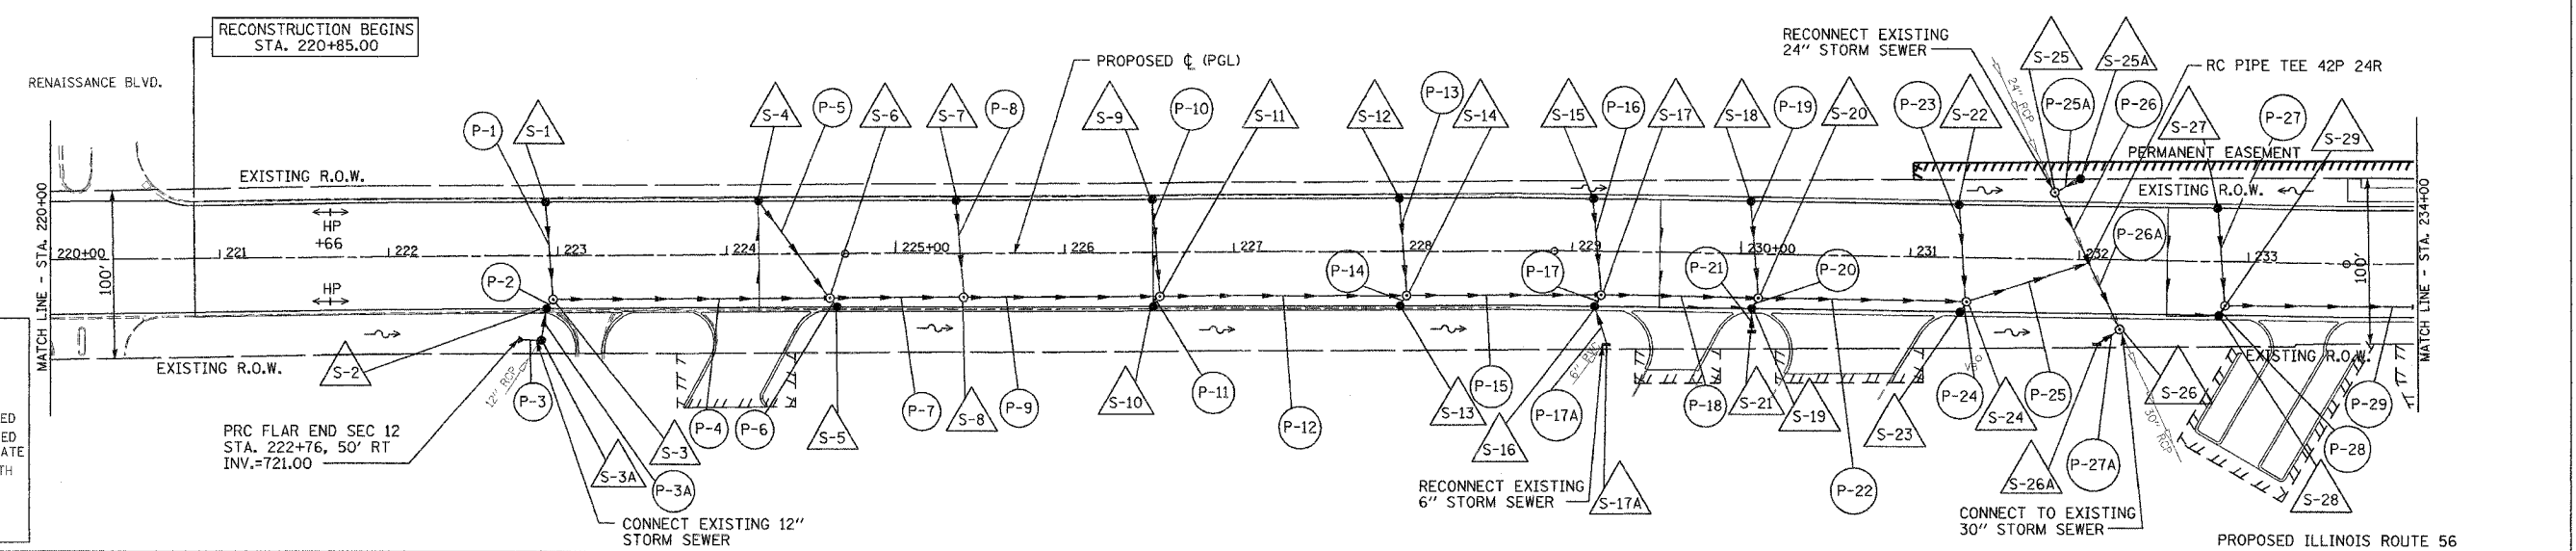 RECONSTRUCTION BEGINS
STA. 220+85.00
RENAISSANCE BLVD.
PROPOSED ℄ (PGL)
RECONNECT EXISTING
24" STORM SEWER
24" RCP
RC PIPE TEE 42P 24R
P-1
S-1
S-4
P-5
S-6
S-7
P-8
S-9
P-10
S-11
S-12
P-13
S-14
S-15
P-16
S-17
S-18
P-19
S-20
P-23
S-22
S-25
P-25A
S-25A
P-26
S-27
P-27
S-29
PERMANENT EASEMENT
EXISTING R.O.W.
EXISTING R.O.W.
MATCH LINE - STA. 220+00
100'
HP
+66
220+00
221
222
223
224
225+00
226
227
228
229
230+00
231
232
233
100'
MATCH LINE - STA. 234+00
HP
P-2
P-14
P-17
P-21
P-20
P-26A
EXISTING R.O.W.
EXISTING R.O.W.
S-2
12" RCP
P-3
P-4
P-6
S-5
P-7
S-8
P-9
S-10
P-11
P-12
S-13
P-15
S-16
P-17A
6" PVC
P-18
S-21
S-19
S-23
P-24
S-24
P-25
S-26
P-29
PRC FLAR END SEC 12
STA. 222+76, 50' RT
INV.=721.00
S-3A
S-3
P-3A
RECONNECT EXISTING
6" STORM SEWER
S-17A
P-22
S-26A
P-27A
30" RCP
P-28
S-28
CONNECT EXISTING 12"
STORM SEWER
CONNECT TO EXISTING
30" STORM SEWER
PROPOSED ILLINOIS ROUTE 56
ED
ED
ATE
TH